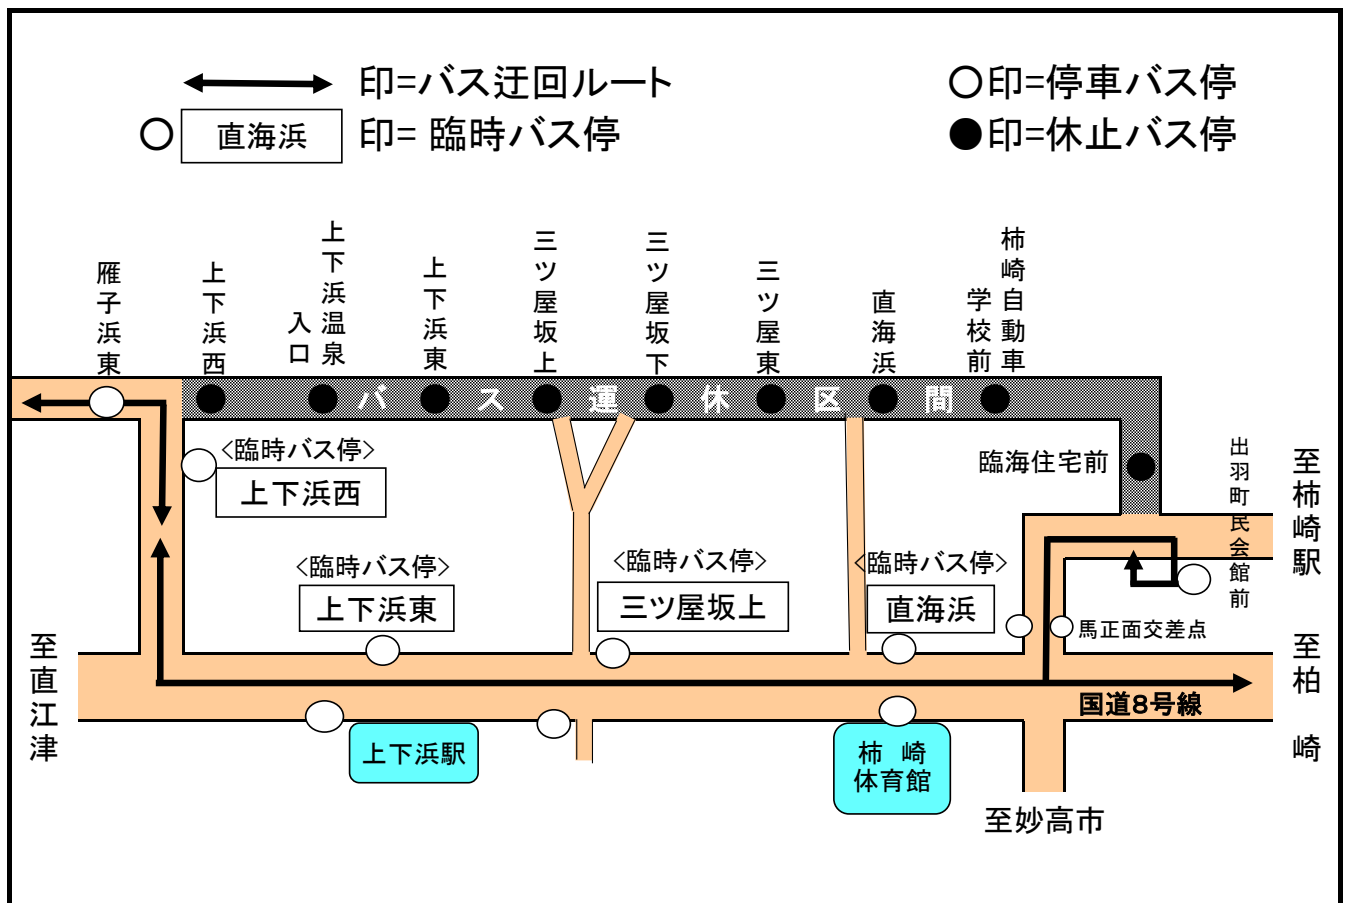 印=バス迂回ルート
○印=停車バス停
○ 直海浜 印= 臨時バス停
●印=休止バス停
雁子浜東
上下浜西
上下浜温泉
入口
上下浜東
三ツ屋坂上
三ツ屋坂下
三ツ屋東
直海浜
柿崎自動車
学校前
バス運休区間
<臨時バス停>
上下浜西
臨海住宅前
出羽町民会館前
至柿崎駅
<臨時バス停>
上下浜東
<臨時バス停>
三ツ屋坂上
<臨時バス停>
直海浜
馬正面交差点
至直江津
至柏 崎
国道8号線
上下浜駅
柿 崎
体育館
至妙高市